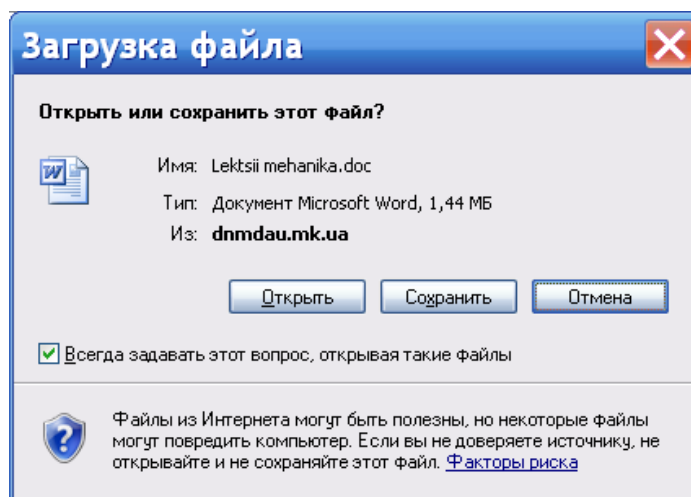 Загрузка файла
Открыть или сохранить этот файл?
Имя: Lektsii mehanika.doc
Тип: Документ Microsoft Word, 1,44 МБ
Из: dnmdau.mk.ua
Открыть Сохранить Отмена
Всегда задавать этот вопрос, открывая такие файлы
Файлы из Интернета могут быть полезны, но некоторые файлы
могут повредить компьютер. Если вы не доверяете источнику, не
открывайте и не сохраняйте этот файл. Факторы риска